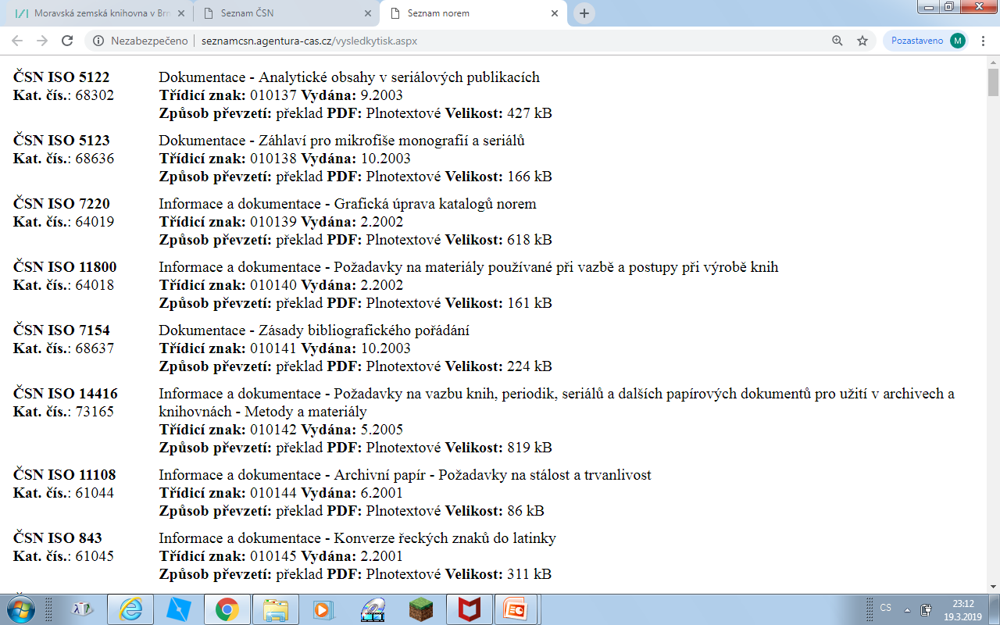 Moravská zemská knihovna v Brn
Seznam ČSN
Seznam norem
Nezabezpečeno
seznamcsn.agentura-cas.cz/vysledkytisk.aspx
Pozastaveno
M
ČSN ISO 5122 Dokumentace - Analytické obsahy v seriálových publikacích
Kat. čís.: 68302 Třídicí znak: 010137 Vydána: 9.2003
Způsob převzetí: překlad PDF: Plnotextové Velikost: 427 kB
ČSN ISO 5123 Dokumentace - Záhlaví pro mikrofiše monografií a seriálů
Kat. čís.: 68636 Třídicí znak: 010138 Vydána: 10.2003
Způsob převzetí: překlad PDF: Plnotextové Velikost: 166 kB
ČSN ISO 7220 Informace a dokumentace - Grafická úprava katalogů norem
Kat. čís.: 64019 Třídicí znak: 010139 Vydána: 2.2002
Způsob převzetí: překlad PDF: Plnotextové Velikost: 618 kB
ČSN ISO 11800 Informace a dokumentace - Požadavky na materiály používané při vazbě a postupy při výrobě knih
Kat. čís.: 64018 Třídicí znak: 010140 Vydána: 2.2002
Způsob převzetí: překlad PDF: Plnotextové Velikost: 161 kB
ČSN ISO 7154 Dokumentace - Zásady bibliografického pořádání
Kat. čís.: 68637 Třídicí znak: 010141 Vydána: 10.2003
Způsob převzetí: překlad PDF: Plnotextové Velikost: 224 kB
ČSN ISO 14416 Informace a dokumentace - Požadavky na vazbu knih, periodik, seriálů a dalších papírových dokumentů pro užití v archivech a
Kat. čís.: 73165 knihovnách - Metody a materiály
Třídicí znak: 010142 Vydána: 5.2005
Způsob převzetí: překlad PDF: Plnotextové Velikost: 819 kB
ČSN ISO 11108 Informace a dokumentace - Archivní papír - Požadavky na stálost a trvanlivost
Kat. čís.: 61044 Třídicí znak: 010144 Vydána: 6.2001
Způsob převzetí: překlad PDF: Plnotextové Velikost: 86 kB
ČSN ISO 843 Informace a dokumentace - Konverze řeckých znaků do latinky
Kat. čís.: 61045 Třídicí znak: 010145 Vydána: 2.2001
Způsob převzetí: překlad PDF: Plnotextové Velikost: 311 kB
CS
23:12
19.3.2019